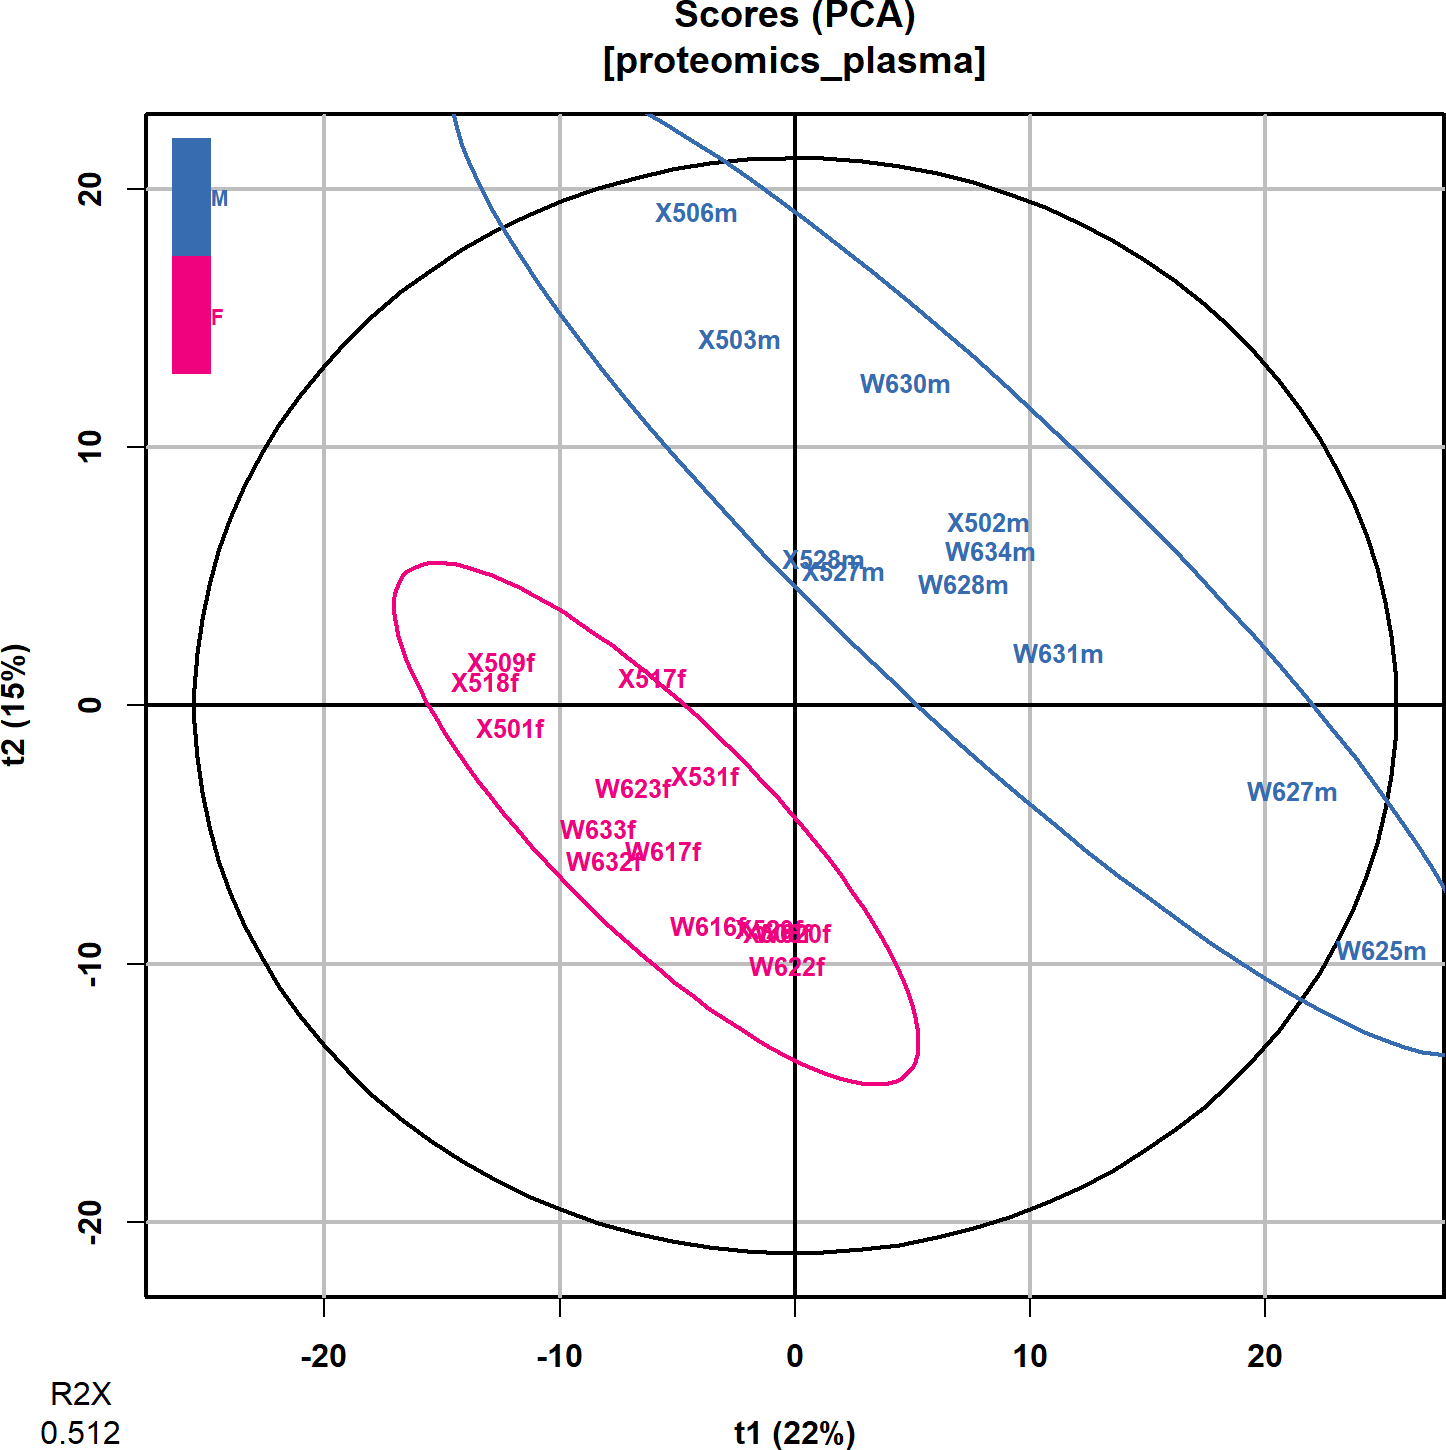 Scores (PCA)
[proteomics_plasma]
M
F
20
10
0
-10
-20
t2 (15%)
X506m
X503m
W630m
X502m
W634m
X528m
X527m
W628m
W631m
X509f
X517f
X518f
X501f
X531f
W623f
W627m
W633f
W617f
W632f
W616f
W622f
W625m
-20
-10
0
10
20
R2X
0.512
t1 (22%)